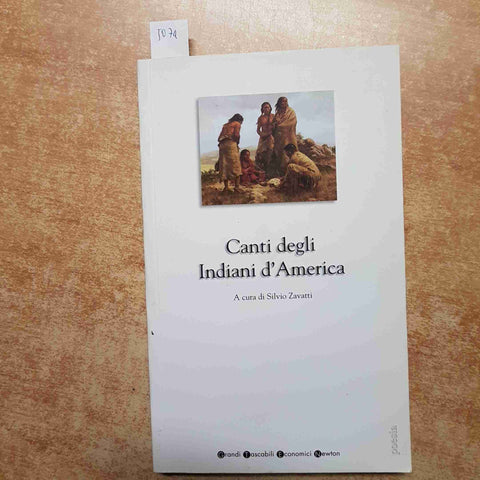 5074
Canti degli
Indiani d'America
A cura di Silvio Zavatti
poesia
Grandi Tascabili Economici Newton